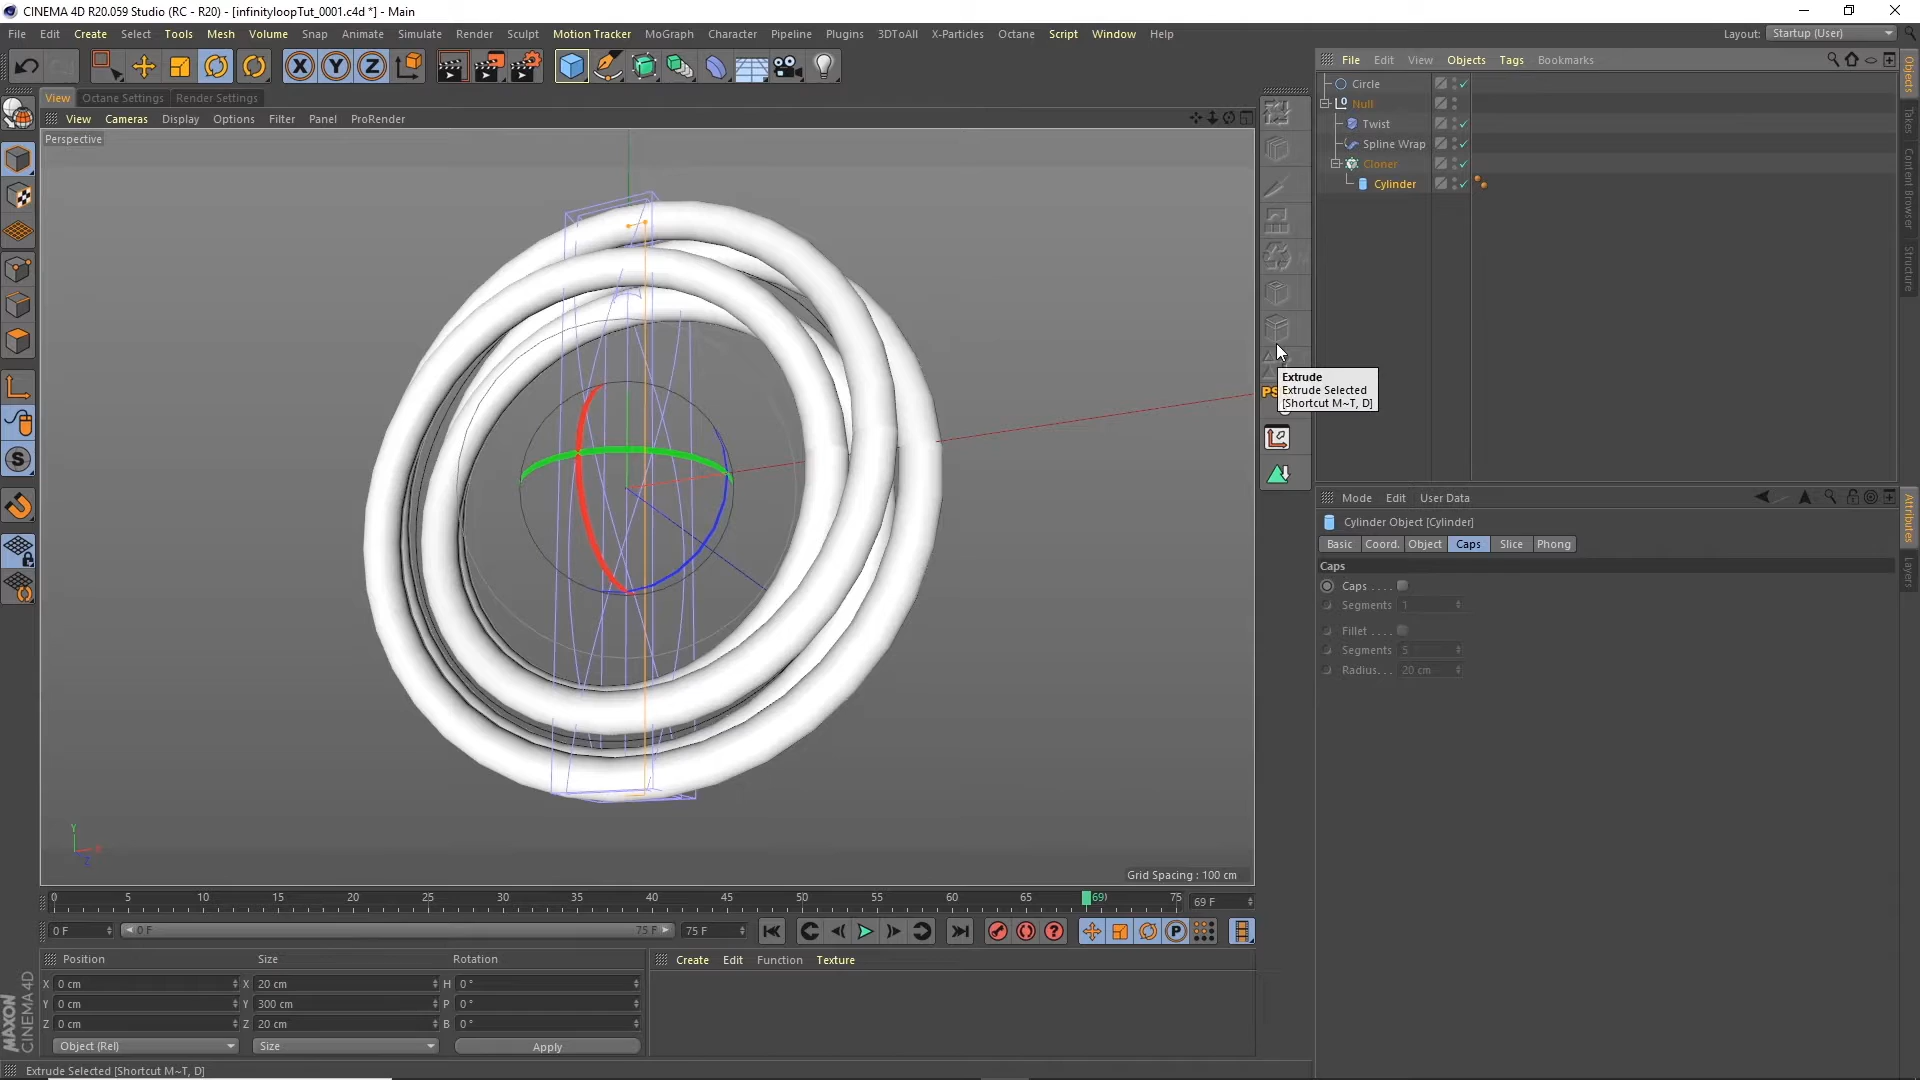 CINEMA 4D R20.059 Studio (RC - R20) - [infinityloopTut_0001.c4d *] - Main
File Edit Create Select Tools Mesh Volume Snap Animate Simulate Render Sculpt Motion Tracker MoGraph Character Pipeline Plugins 3DToAll X-Particles Octane Script Window Help Layout: Startup (User)
X Y Z
File Edit View Objects Tags Bookmarks
Objects
Takes
Content Browser
Structure
View Octane Settings Render Settings
View Cameras Display Options Filter Panel ProRender
Perspective
Circle
Null
Twist
Spline Wrap
Cloner
Cylinder
Extrude
Extrude Selected
[Shortcut M~T, D]
Mode Edit User Data
Attributes
Layers
Cylinder Object [Cylinder]
Basic Coord. Object Caps Slice Phong
Caps
Caps . . . .
Segments 1
Fillet . . . .
Segments 5
Radius. . . 20 cm
S
Y
X
Z
Grid Spacing : 100 cm
0 5 10 15 20 25 30 35 40 45 50 55 60 65 69 75 69 F
0 F 0 F 75 F 75 F
Position Size Rotation
X 0 cm X 20 cm H 0 °
Y 0 cm Y 300 cm P 0 °
Z 0 cm Z 20 cm B 0 °
Object (Rel) Size Apply
Create Edit Function Texture
MAXON
CINEMA 4D
Extrude Selected [Shortcut M~T, D]